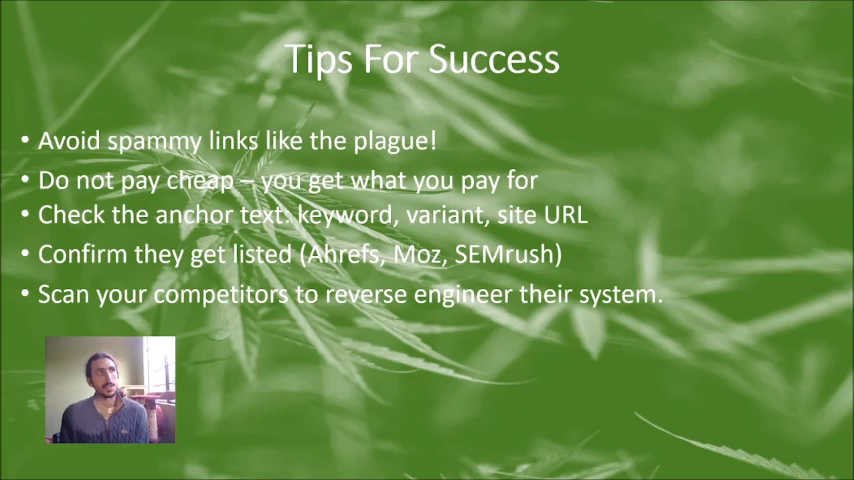 Tips For Success
• Avoid spammy links like the plague!
• Do not pay cheap – you get what you pay for
• Check the anchor text: keyword, variant, site URL
• Confirm they get listed (Ahrefs, Moz, SEMrush)
• Scan your competitors to reverse engineer their system.